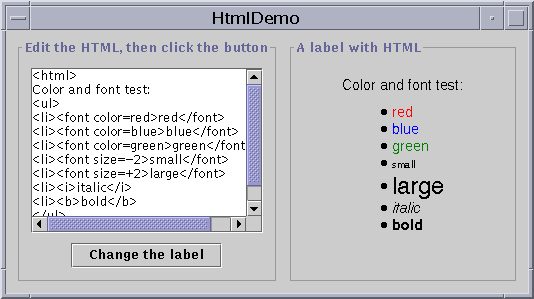 HtmlDemo
Edit the HTML, then click the button
<html>
Color and font test:
<ul>
<li><font color=red>red</font>
<li><font color=blue>blue</font>
<li><font color=green>green</font
<li><font size=-2>small</font>
<li><font size=+2>large</font>
<li><i>italic</i>
<li><b>bold</b>
</ul>
Change the label
A label with HTML
Color and font test:
• red
• blue
• green
• small
• large
• italic
• bold